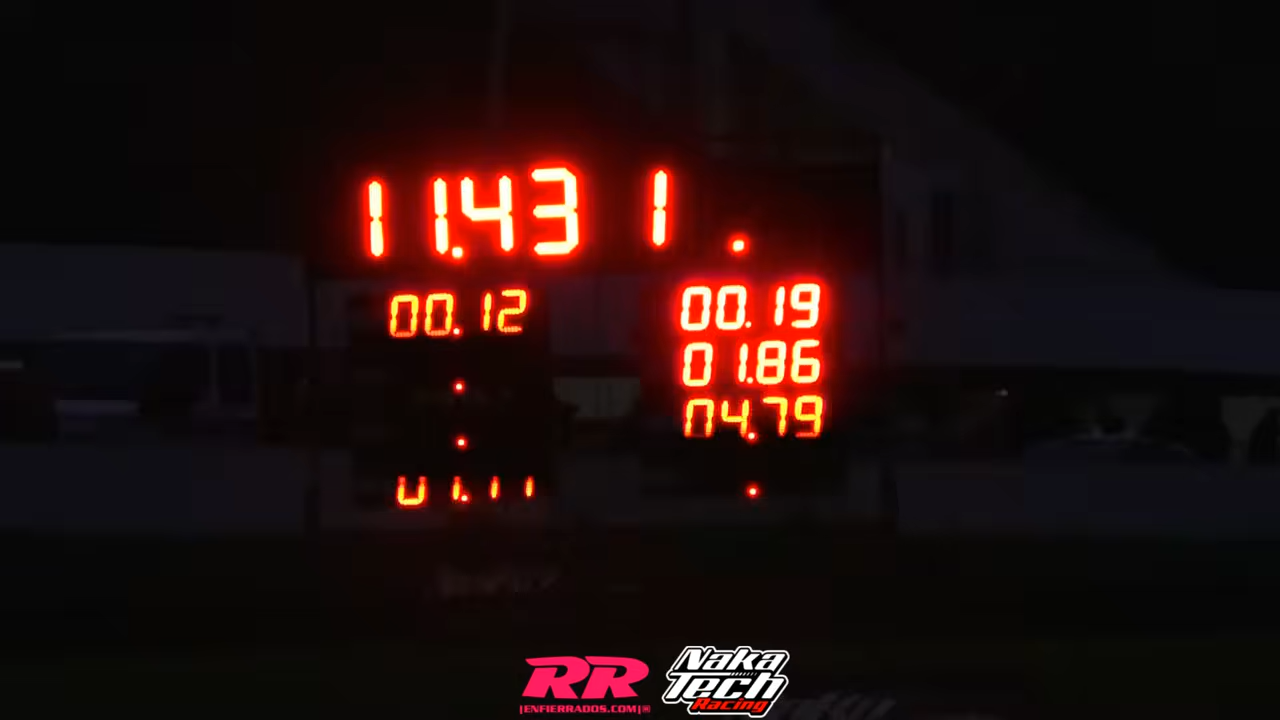 11.43 1 .
00.12 00.19
. 01.86
. 04.79
.
RR Naka
Tech
|ENFIERRADOS.COM| Racing